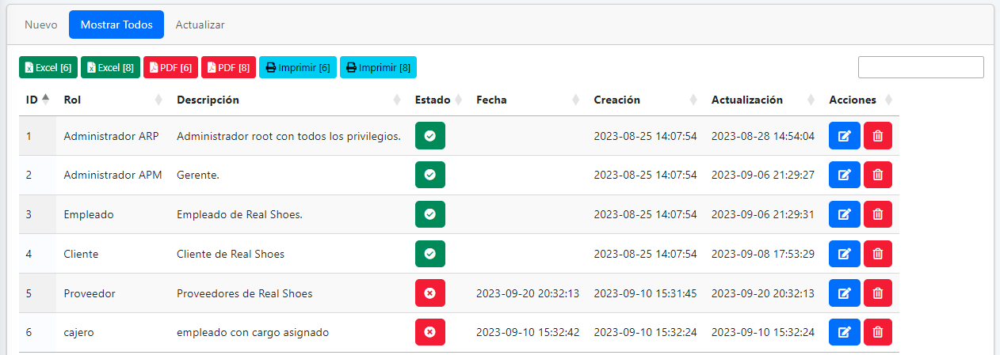 Nuevo Mostrar Todos Actualizar
Excel [6] Excel [8] PDF [6] PDF [8] Imprimir [6] Imprimir [8]
ID Rol Descripción Estado Fecha Creación Actualización Acciones
1 Administrador ARP Administrador root con todos los privilegios. 2023-08-25 14:07:54 2023-08-28 14:54:04
2 Administrador APM Gerente. 2023-08-25 14:07:54 2023-09-06 21:29:27
3 Empleado Empleado de Real Shoes. 2023-08-25 14:07:54 2023-09-06 21:29:31
4 Cliente Cliente de Real Shoes 2023-08-25 14:07:54 2023-09-08 17:53:29
5 Proveedor Proveedores de Real Shoes 2023-09-20 20:32:13 2023-09-10 15:31:45 2023-09-20 20:32:13
6 cajero empleado con cargo asignado 2023-09-10 15:32:42 2023-09-10 15:32:24 2023-09-10 15:32:24